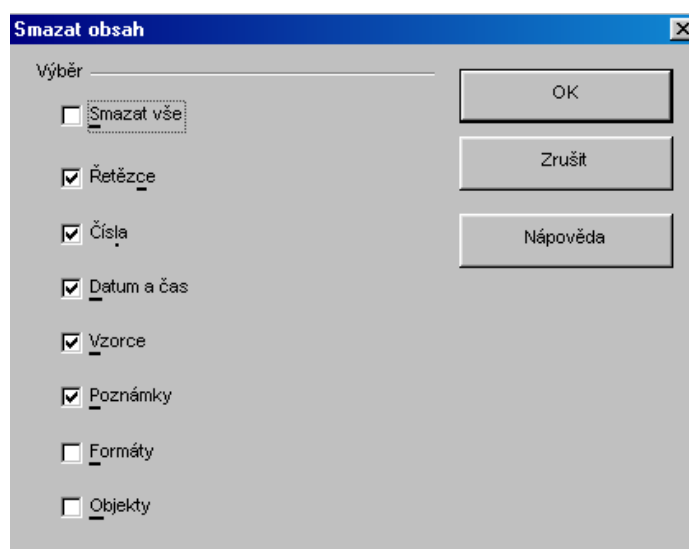 Smazat obsah
Výběr
Smazat vše
Řetězce
Čísla
Datum a čas
Vzorce
Poznámky
Formáty
Objekty
OK
Zrušit
Nápověda